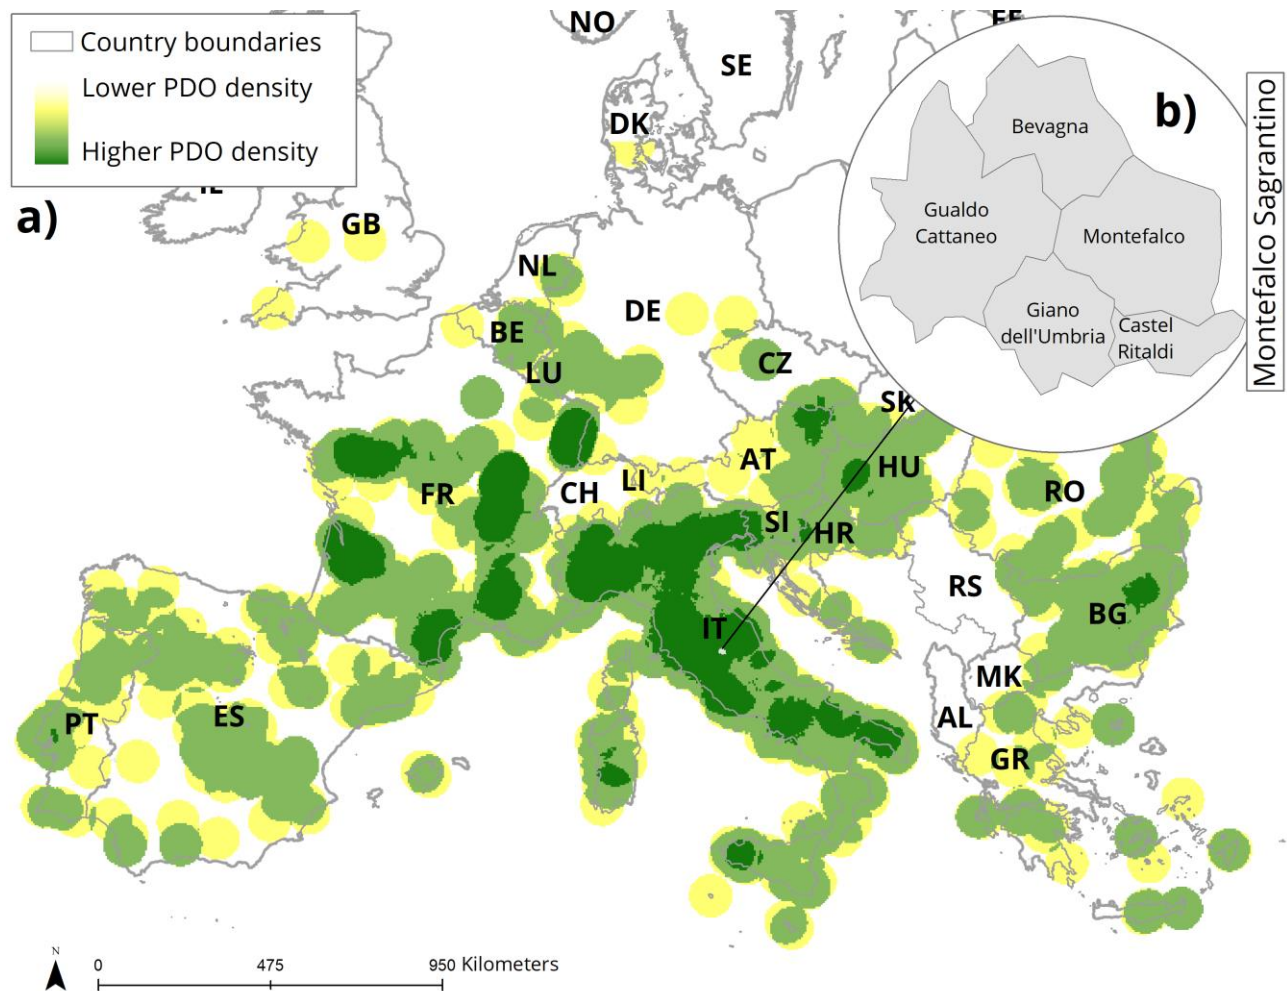 Country boundaries
Lower PDO density
Higher PDO density
a)
b)
Montefalco Sagrantino
Bevagna
Gualdo
Cattaneo
Montefalco
Giano
dell'Umbria
Castel
Ritaldi
NO
SE
DK
GB
NL
DE
BE
LU
CZ
SK
AT
HU
LI
CH
FR
SI
HR
RO
RS
IT
BG
MK
AL
GR
PT
ES
N
0
475
950 Kilometers